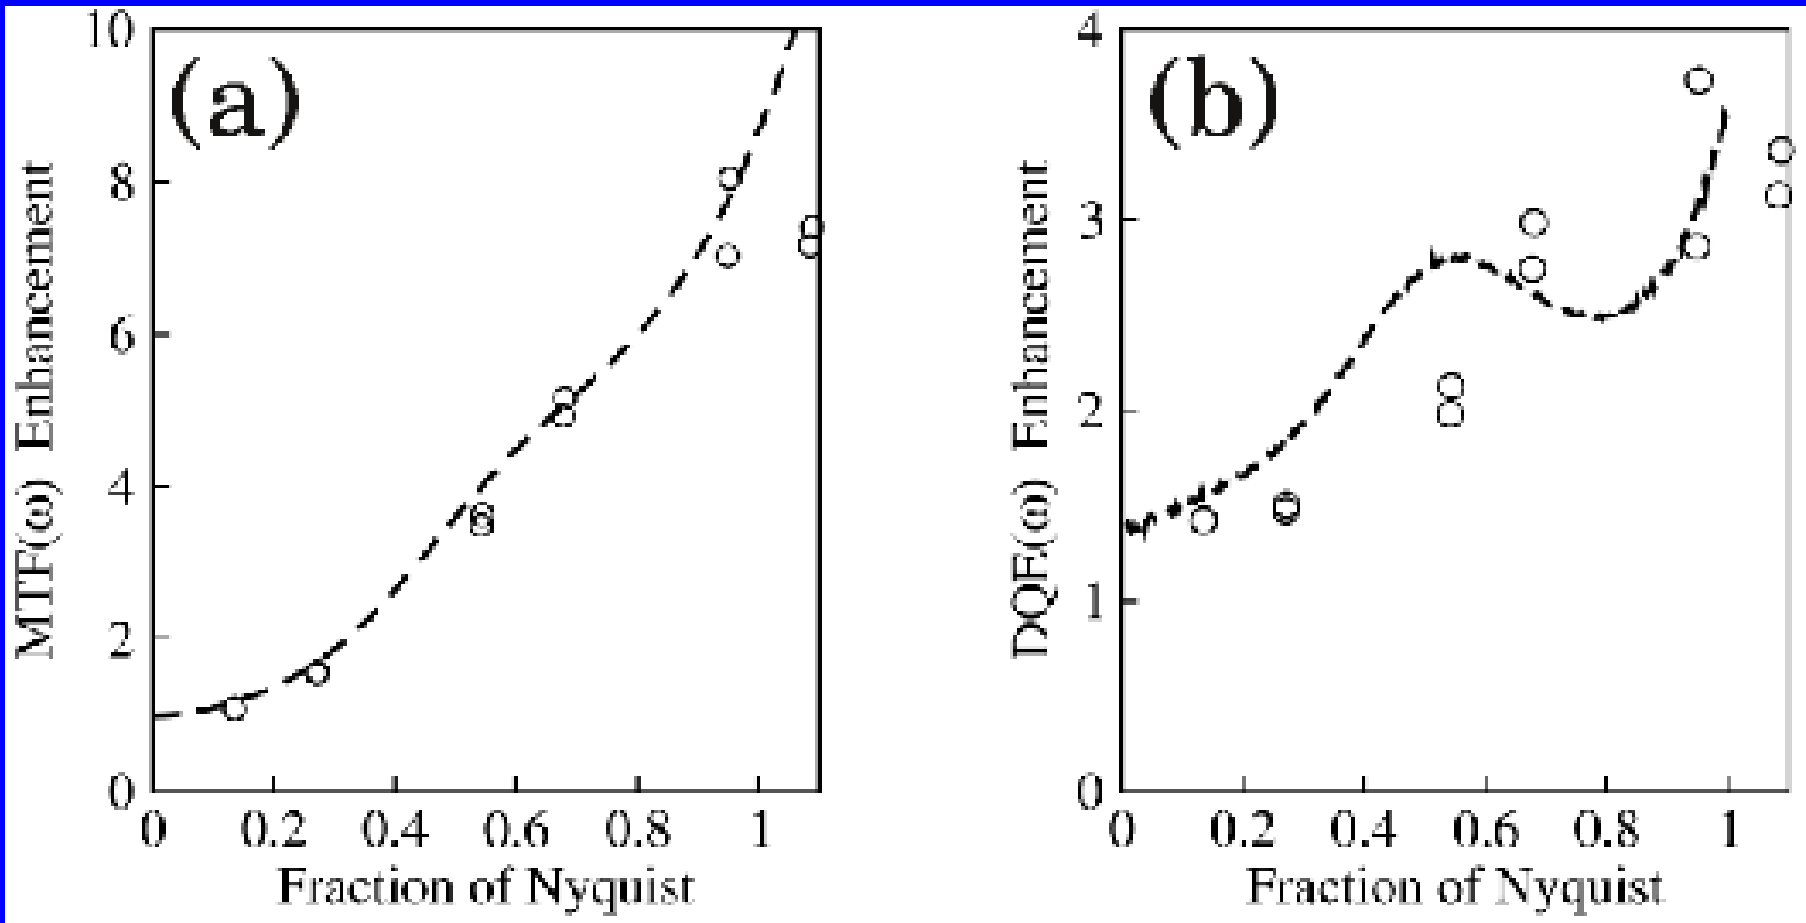 (a)
MTF(ω) Enhancement
10
8
6
4
2
0
0 0.2 0.4 0.6 0.8 1
Fraction of Nyquist
(b)
DQE(ω) Enhancement
4
3
2
1
0
0 0.2 0.4 0.6 0.8 1
Fraction of Nyquist